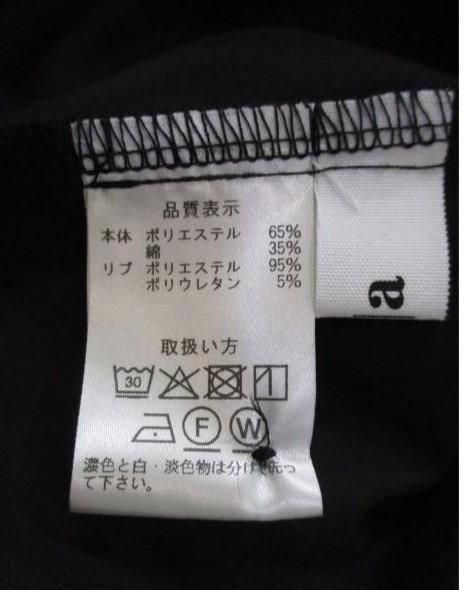 品質表示
本体 ポリエステル 65%
綿 35%
リブ ポリエステル 95%
ポリウレタン 5%
取扱い方
30
F W
濃色と白・淡色物は分けて洗っ
て下さい。
a